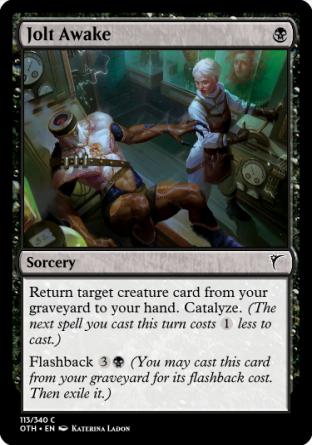 Jolt Awake
Sorcery
Return target creature card from your
graveyard to your hand. Catalyze. (The
next spell you cast this turn costs 1 less to
cast.)
Flashback 3 (You may cast this card
from your graveyard for its flashback cost.
Then exile it.)
113/340 C
OTH • EN Katerina Ladon